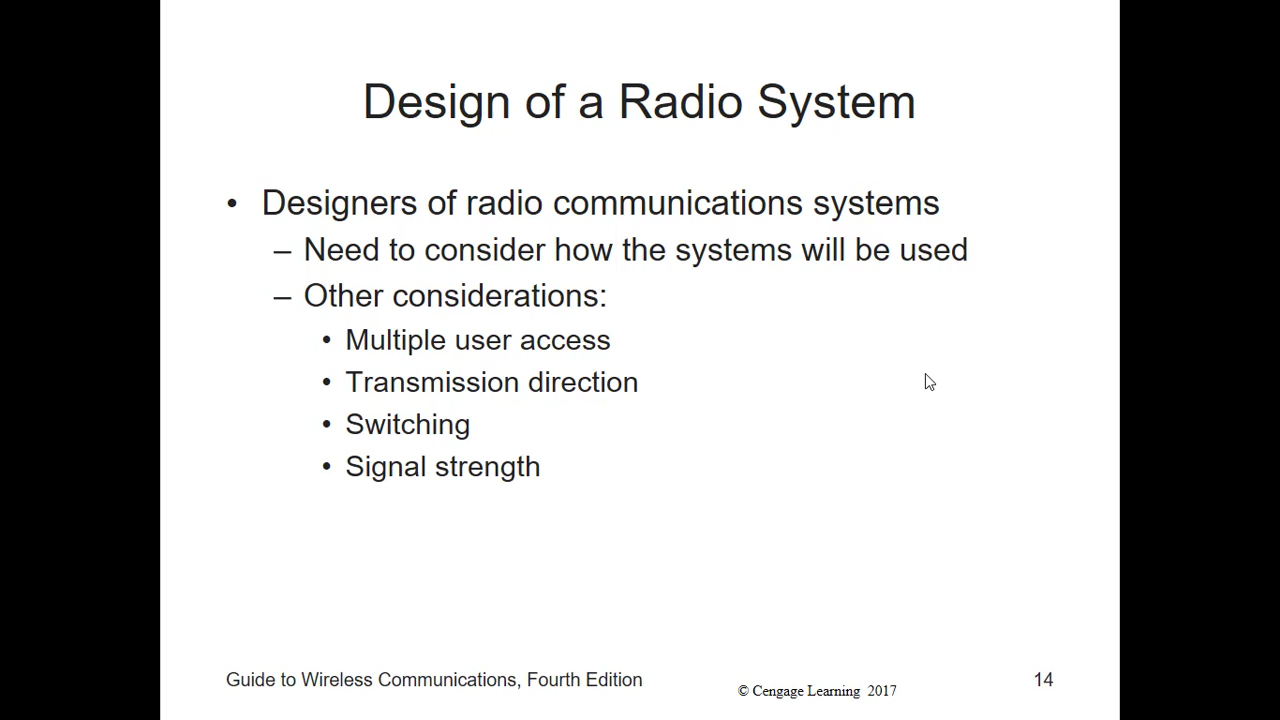 Design of a Radio System
• Designers of radio communications systems
– Need to consider how the systems will be used
– Other considerations:
• Multiple user access
• Transmission direction
• Switching
• Signal strength
Guide to Wireless Communications, Fourth Edition
© Cengage Learning 2017
14